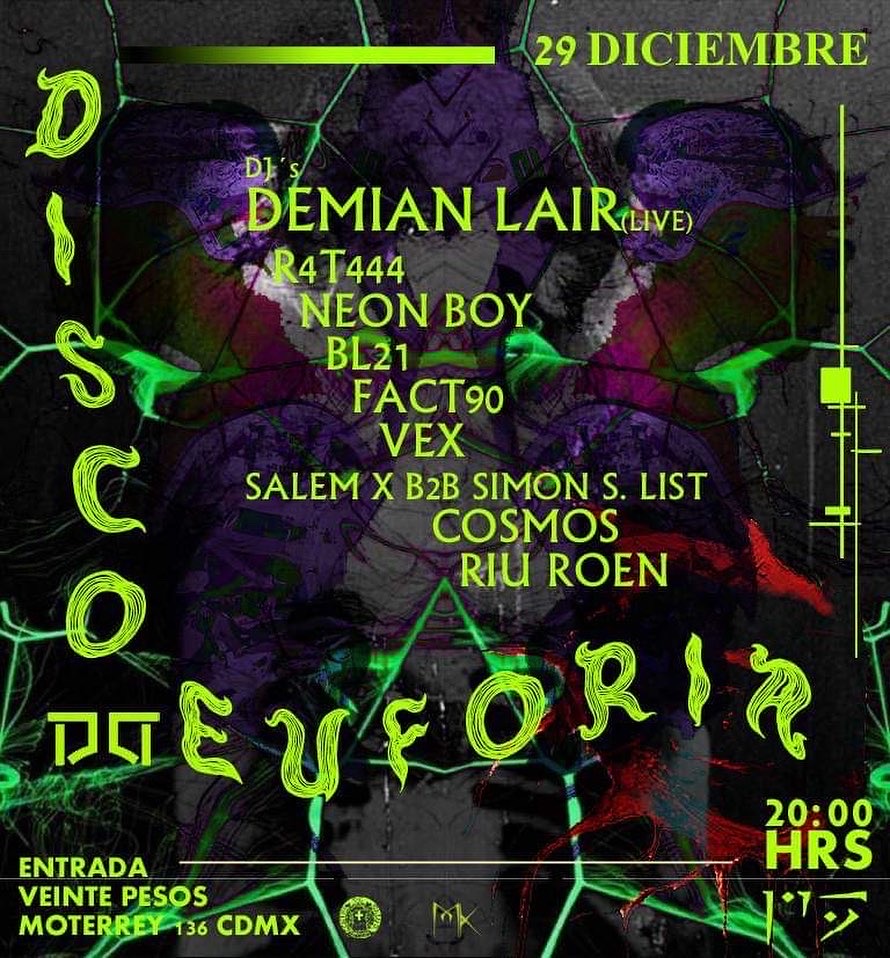 29 DICIEMBRE
DISCO
DJ´s
DEMIAN LAIR (LIVE)
R4T444
NEON BOY
BL21
FACT90
VEX
SALEM X B2B SIMON S. LIST
COSMOS
RIU ROEN
EUFORIA
20:00
HRS
ENTRADA
VEINTE PESOS
MOTERREY 136 CDMX